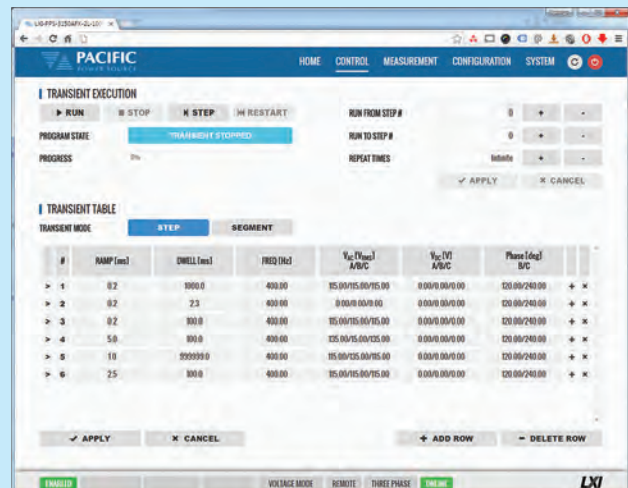 LXI-PPS-3150AFX-2L-LXI
PACIFIC
POWER SOURCE
HOME CONTROL MEASUREMENT CONFIGURATION SYSTEM
TRANSIENT EXECUTION
RUN STOP STEP RESTART
RUN FROM STEP # 0 + -
PROGRAM STATE TRANSIENT STOPPED
RUN TO STEP # 0 + -
PROGRESS 0%
REPEAT TIMES Infinite + -
APPLY × CANCEL
TRANSIENT TABLE
TRANSIENT MODE STEP SEGMENT
# RAMP [ms] DWELL [ms] FREQ [Hz] VAC [VRMS] A/B/C VDC [V] A/B/C Phase [deg] B/C
> 1 0.2 1000.0 400.00 115.00/115.00/115.00 0.00/0.00/0.00 120.00/240.00 + ×
> 2 0.2 2.3 400.00 0.00/0.00/0.00 0.00/0.00/0.00 120.00/240.00 + ×
> 3 0.2 100.0 400.00 115.00/115.00/115.00 0.00/0.00/0.00 120.00/240.00 + ×
> 4 5.0 100.0 400.00 135.00/115.00/115.00 0.00/0.00/0.00 120.00/240.00 + ×
> 5 1.0 999999.0 400.00 115.00/135.00/115.00 0.00/0.00/0.00 120.00/240.00 + ×
> 6 2.5 100.0 400.00 115.00/115.00/115.00 0.00/0.00/0.00 120.00/240.00 + ×
APPLY × CANCEL + ADD ROW - DELETE ROW
ENABLED VOLTAGE MODE REMOTE THREE PHASE ONLINE LXI